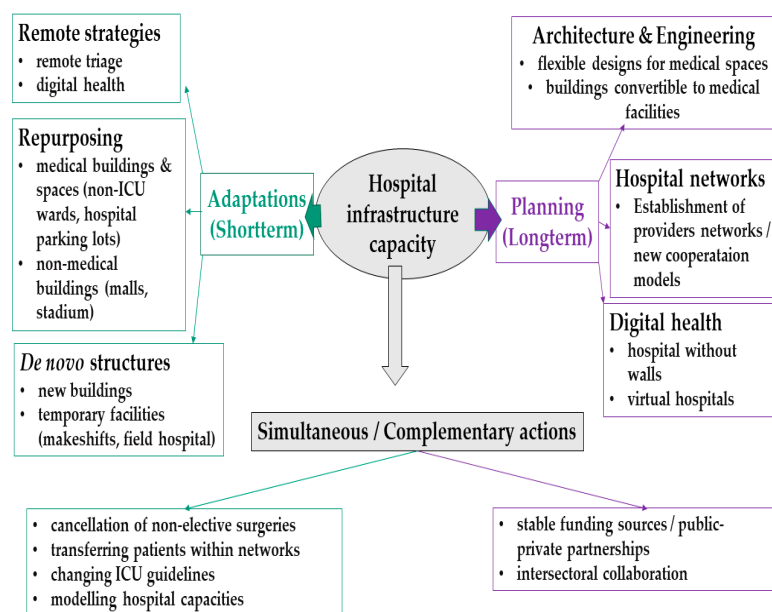 Remote strategies
• remote triage
• digital health
Repurposing
• medical buildings &
spaces (non-ICU
wards, hospital
parking lots)
• non-medical
buildings (malls,
stadium)
De novo structures
• new buildings
• temporary facilities
(makeshifts, field hospital)
Adaptations
(Shortterm)
Hospital
infrastructure
capacity
Planning
(Longterm)
Architecture & Engineering
• flexible designs for medical spaces
• buildings convertible to medical
facilities
Hospital networks
• Establishment of
providers networks /
new cooperataion
models
Digital health
• hospital without
walls
• virtual hospitals
Simultaneous / Complementary actions
• cancellation of non-elective surgeries
• transferring patients within networks
• changing ICU guidelines
• modelling hospital capacities
• stable funding sources / public-
private partnerships
• intersectoral collaboration